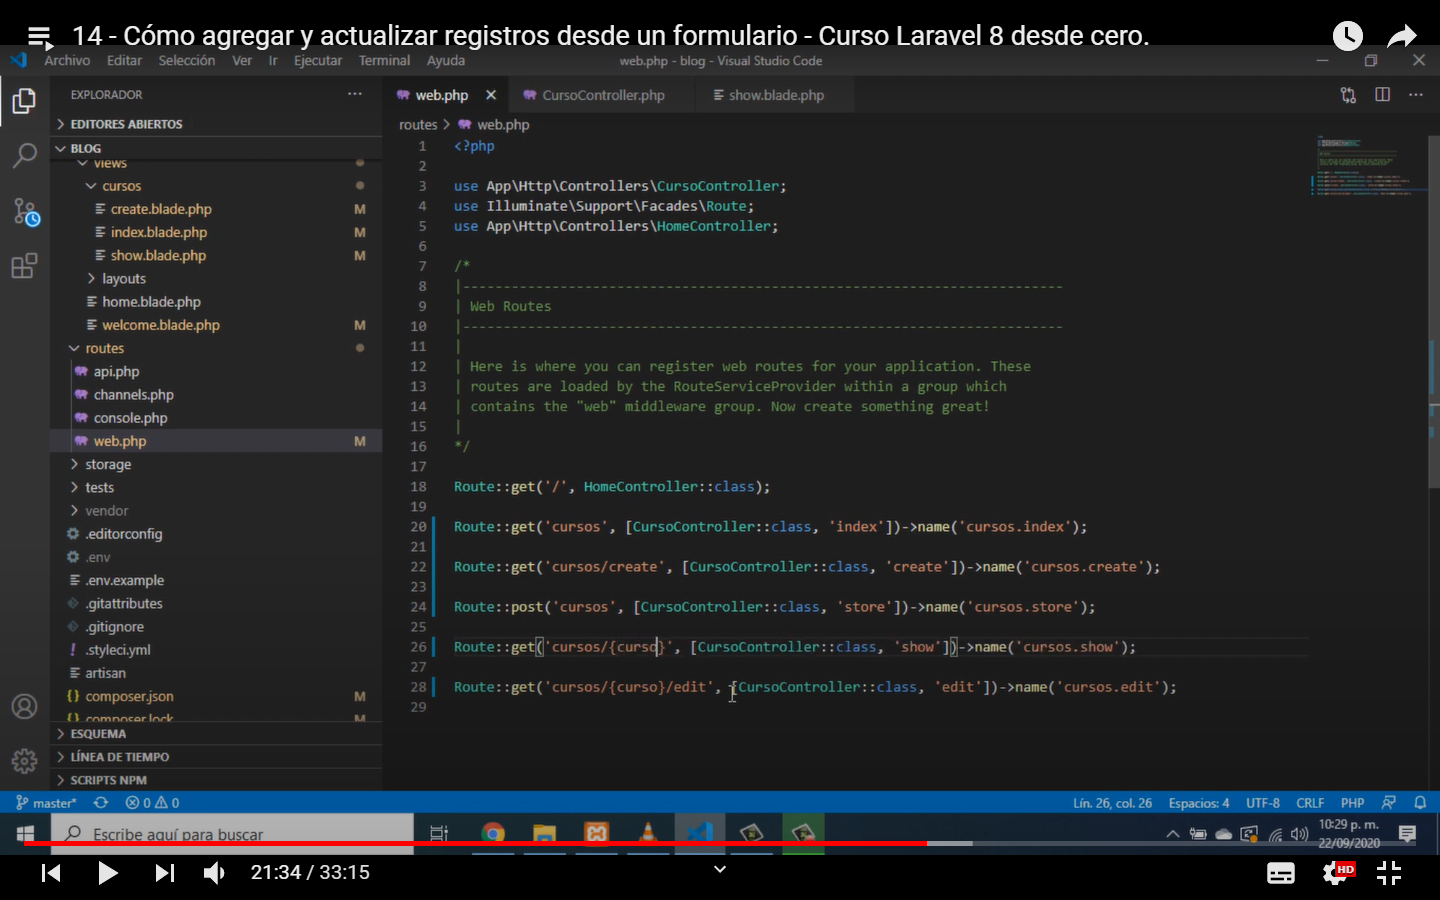 14 - Cómo agregar y actualizar registros desde un formulario - Curso Laravel 8 desde cero.
Archivo Editar Selección Ver Ir Ejecutar Terminal Ayuda web.php - blog - Visual Studio Code
EXPLORADOR
EDITORES ABIERTOS
BLOG
views
cursos
create.blade.php M
index.blade.php M
show.blade.php M
layouts
home.blade.php
welcome.blade.php M
routes
api.php
channels.php
console.php
web.php M
storage
tests
vendor
.editorconfig
.env
.env.example
.gitattributes
.gitignore
.styleci.yml
artisan
composer.json M
composer.lock M
ESQUEMA
LÍNEA DE TIEMPO
SCRIPTS NPM
web.php CursoController.php show.blade.php
routes > web.php
1 <?php
2
3 use App\Http\Controllers\CursoController;
4 use Illuminate\Support\Facades\Route;
5 use App\Http\Controllers\HomeController;
6
7 /*
8 |--------------------------------------------------------------------------
9 | Web Routes
10 |--------------------------------------------------------------------------
11 |
12 | Here is where you can register web routes for your application. These
13 | routes are loaded by the RouteServiceProvider within a group which
14 | contains the "web" middleware group. Now create something great!
15 |
16 */
17
18 Route::get('/', HomeController::class);
19
20 Route::get('cursos', [CursoController::class, 'index'])->name('cursos.index');
21
22 Route::get('cursos/create', [CursoController::class, 'create'])->name('cursos.create');
23
24 Route::post('cursos', [CursoController::class, 'store'])->name('cursos.store');
25
26 Route::get('cursos/{curso}', [CursoController::class, 'show'])->name('cursos.show');
27
28 Route::get('cursos/{curso}/edit', [CursoController::class, 'edit'])->name('cursos.edit');
29
master* 0 0 Lín. 26, col. 26 Espacios: 4 UTF-8 CRLF PHP
Escribe aquí para buscar
10:29 p. m.
22/09/2020
21:34 / 33:15
HD